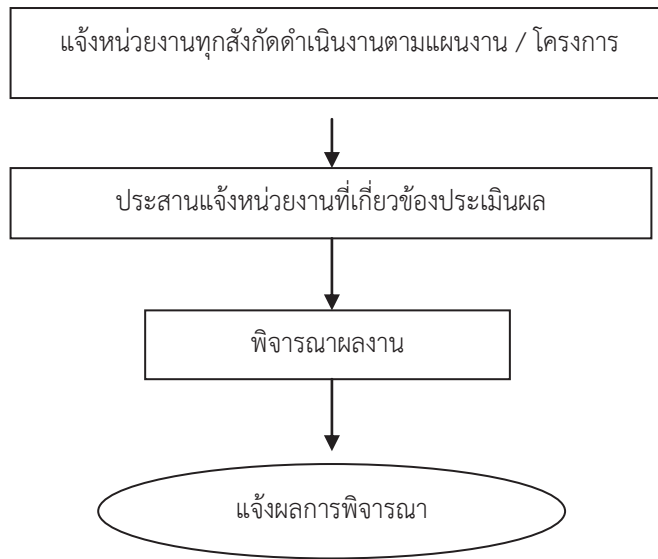 แจ้งหน่วยงานทุกสังกัดดำเนินงานตามแผนงาน / โครงการ
ประสานแจ้งหน่วยงานที่เกี่ยวข้องประเมินผล
พิจารณาผลงาน
แจ้งผลการพิจารณา